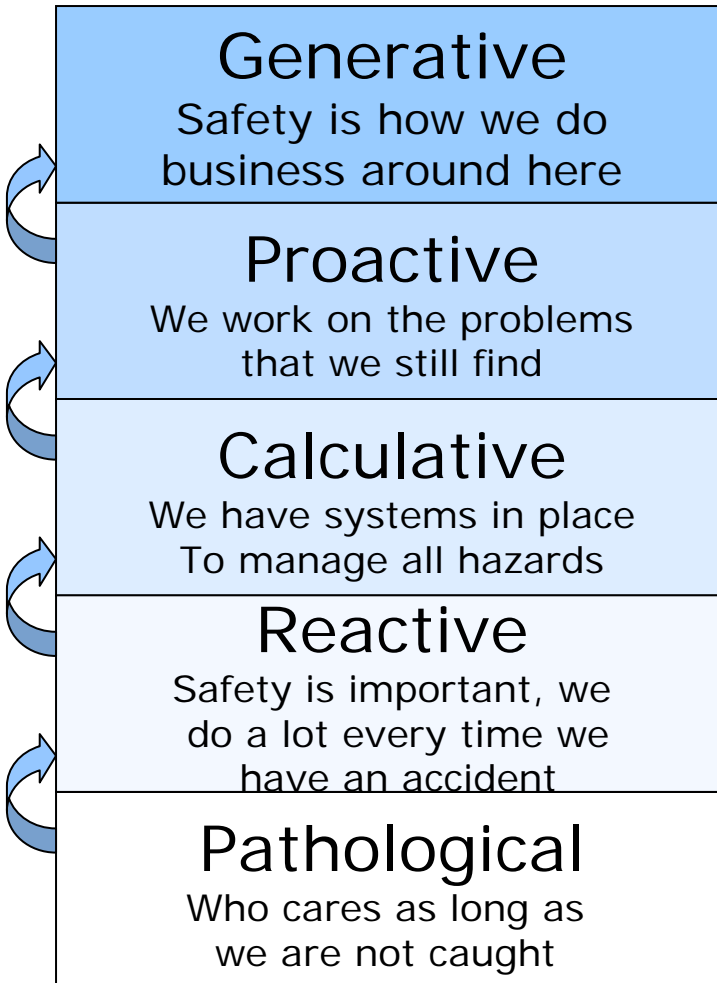 Generative
Safety is how we do
business around here
Proactive
We work on the problems
that we still find
Calculative
We have systems in place
To manage all hazards
Reactive
Safety is important, we
do a lot every time we
have an accident
Pathological
Who cares as long as
we are not caught